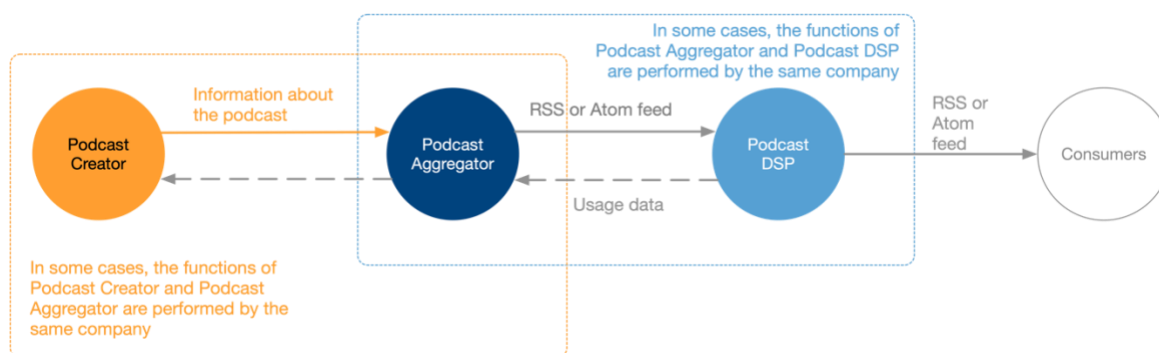 In some cases, the functions of
Podcast Aggregator and Podcast DSP
are performed by the same company
Information about
the podcast
RSS or Atom feed
RSS or
Atom
feed
Podcast
Creator
Podcast
Aggregator
Podcast
DSP
Consumers
Usage data
In some cases, the functions of
Podcast Creator and Podcast
Aggregator are performed by the
same company